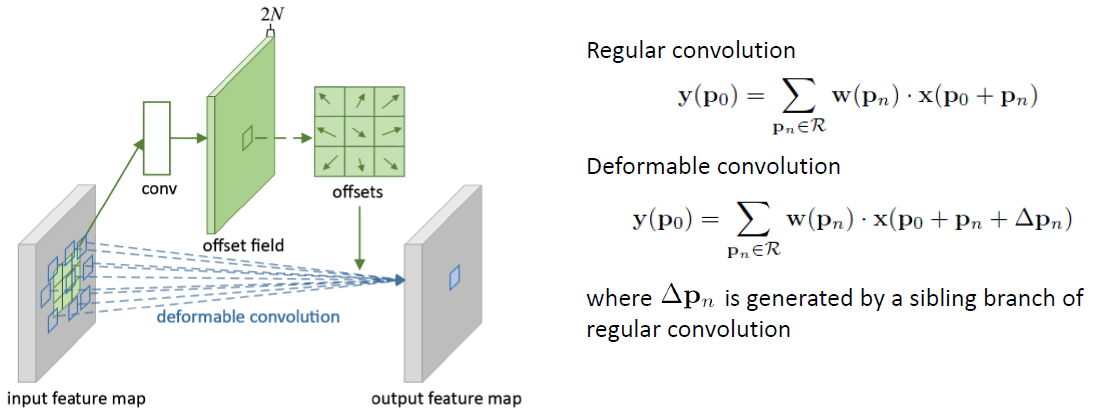 2N
conv
offsets
offset field
deformable convolution
input feature map
output feature map
Regular convolution
y(p₀) = ∑ w(pₙ) · x(p₀ + pₙ)
pₙ∈ℛ
Deformable convolution
y(p₀) = ∑ w(pₙ) · x(p₀ + pₙ + Δpₙ)
pₙ∈ℛ
where Δpₙ is generated by a sibling branch of
regular convolution